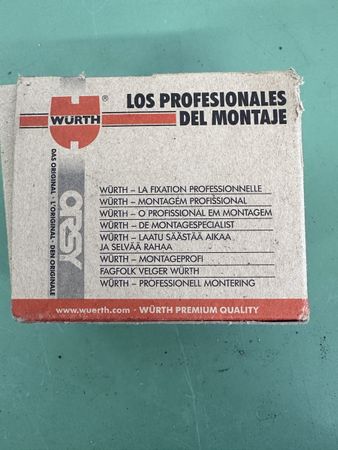 WÜRTH
®
LOS PROFESIONALES
DEL MONTAJE
DAS ORIGINAL · L'ORIGINAL · DEN ORIGINALE
ORSY
WÜRTH – LA FIXATION PROFESSIONNELLE
WÜRTH – MONTAGEM PROFISSIONAL
WÜRTH – O PROFISSIONAL EM MONTAGEM
WÜRTH – DE MONTAGESPECIALIST
WÜRTH – LAATU SÄÄSTÄÄ AIKAA
JA SELVÄÄ RAHAA
WÜRTH – MONTAGEPROFI
FAGFOLK VELGER WÜRTH
WÜRTH – PROFESSIONELL MONTERING
www.wuerth.com · WÜRTH PREMIUM QUALITY